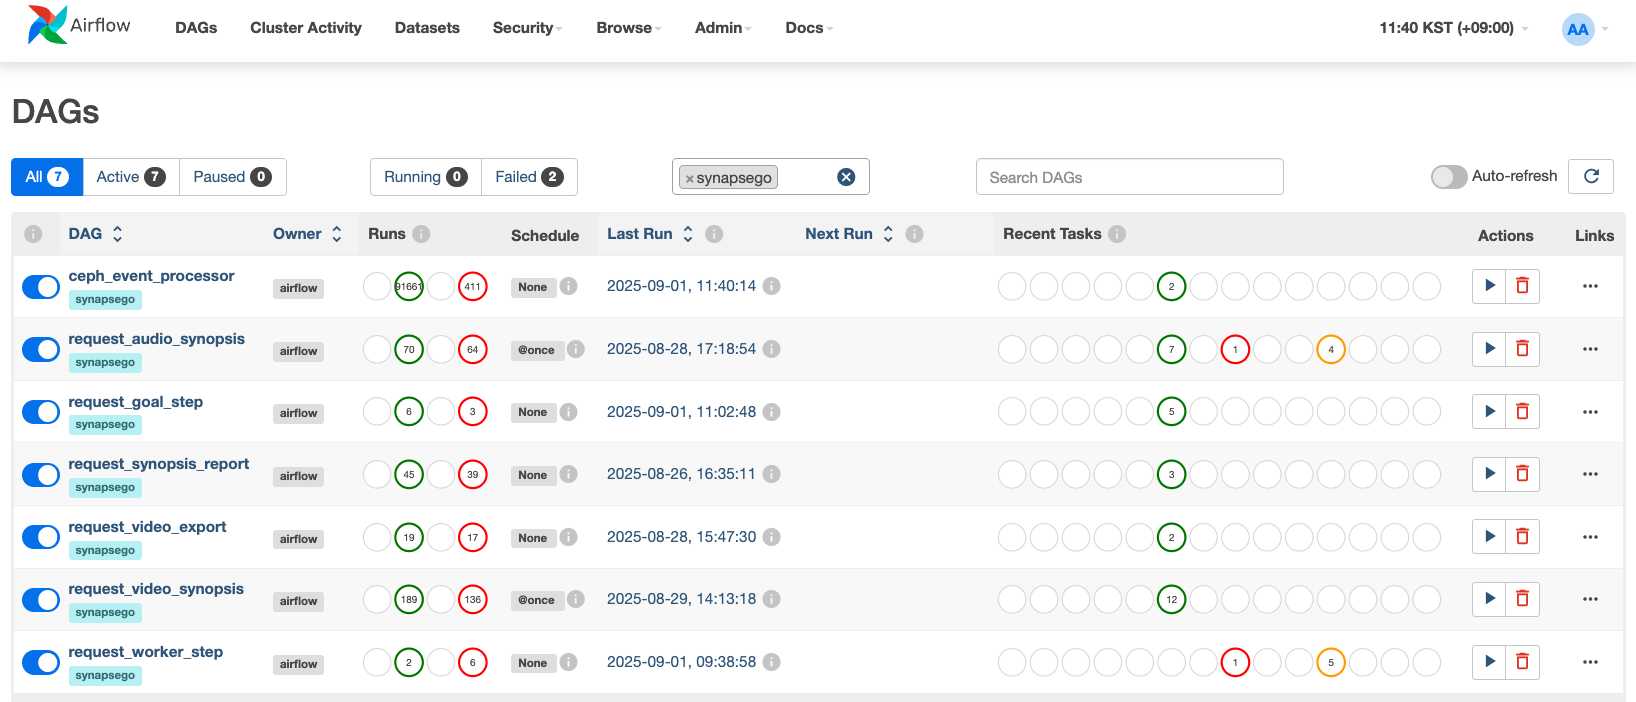 Airflow DAGs Cluster Activity Datasets Security Browse Admin Docs 11:40 KST (+09:00) AA
DAGs
All 7 Active 7 Paused 0 Running 0 Failed 2 × synapsego Search DAGs Auto-refresh
DAG Owner Runs Schedule Last Run Next Run Recent Tasks Actions Links
ceph_event_processor airflow 91661 411 None 2025-09-01, 11:40:14 2
synapsego
request_audio_synopsis airflow 70 64 @once 2025-08-28, 17:18:54 7 1 4
synapsego
request_goal_step airflow 6 3 None 2025-09-01, 11:02:48 5
synapsego
request_synopsis_report airflow 45 39 None 2025-08-26, 16:35:11 3
synapsego
request_video_export airflow 19 17 None 2025-08-28, 15:47:30 2
synapsego
request_video_synopsis airflow 189 136 @once 2025-08-29, 14:13:18 12
synapsego
request_worker_step airflow 2 6 None 2025-09-01, 09:38:58 1 5
synapsego